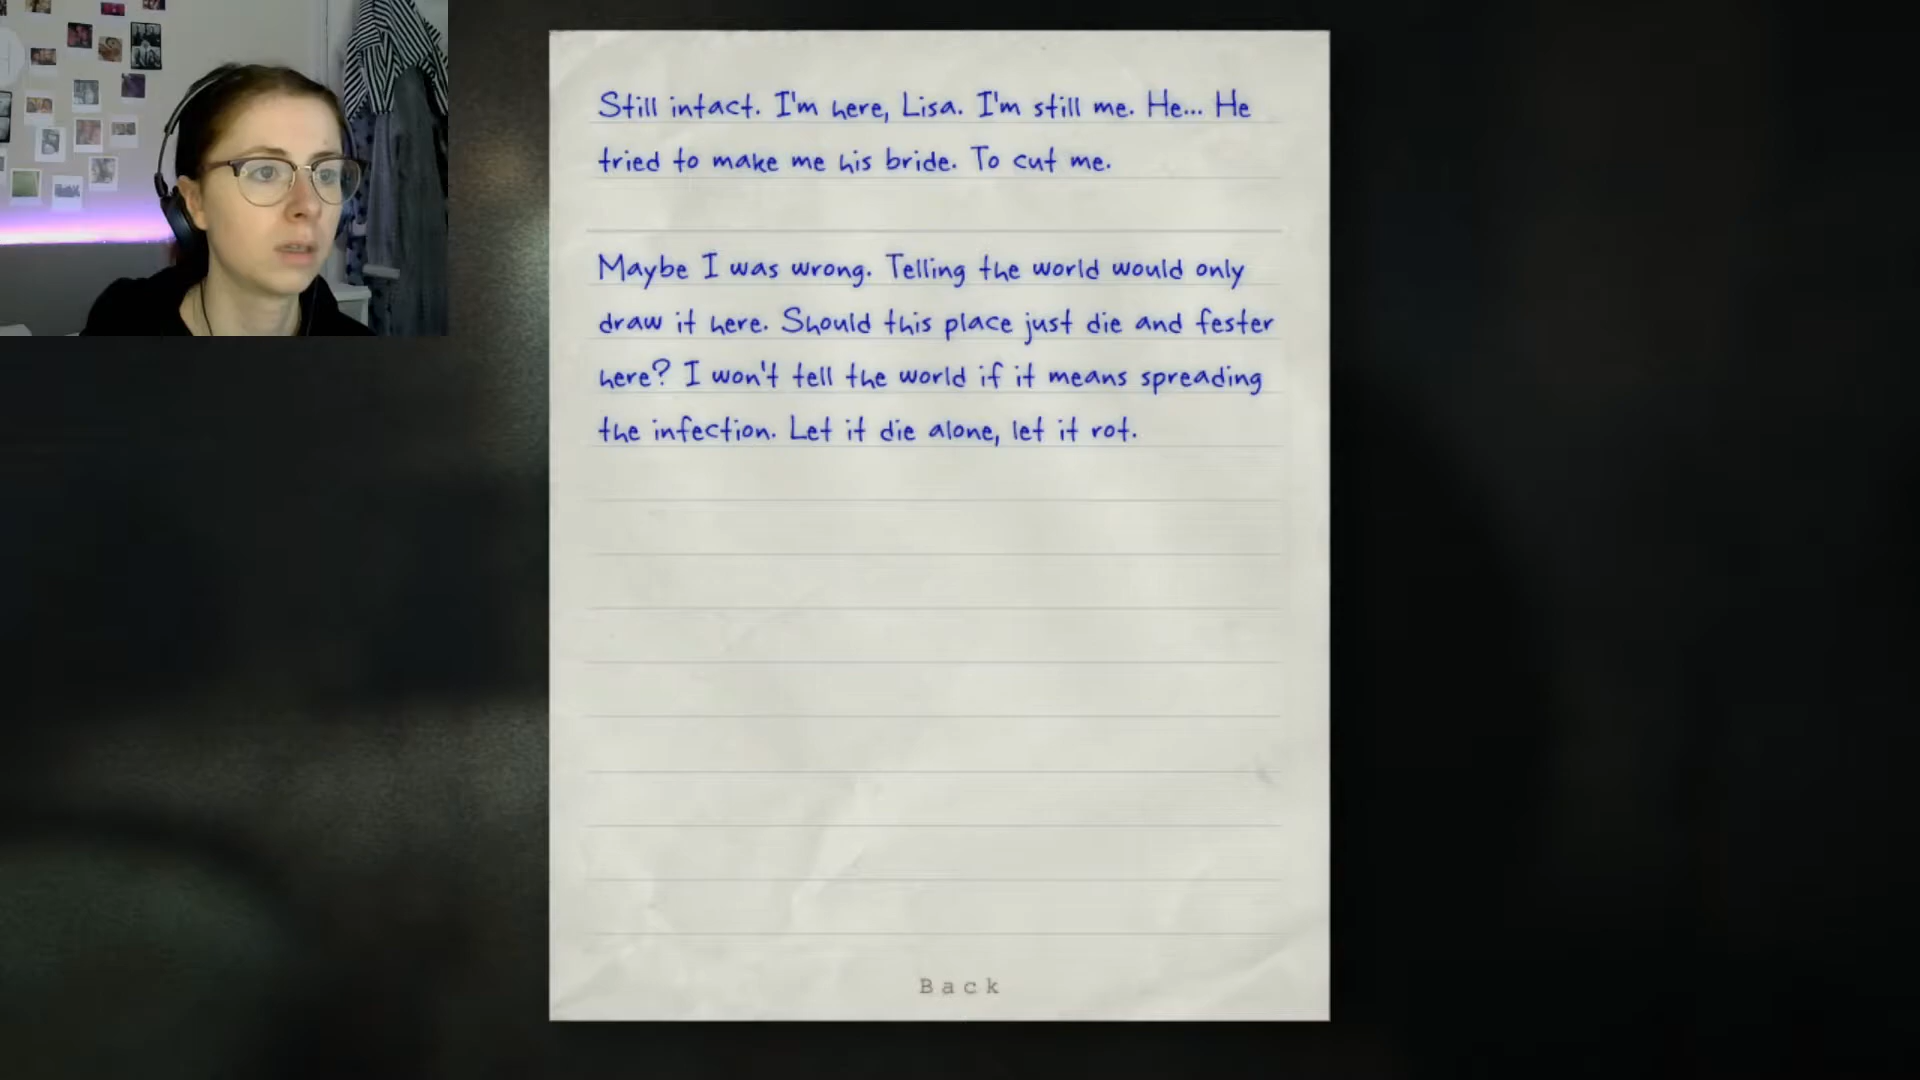 Still intact. I'm here, Lisa. I'm still me. He... He
tried to make me his bride. To cut me.
Maybe I was wrong. Telling the world would only
draw it here. Should this place just die and fester
here? I won't tell the world if it means spreading
the infection. Let it die alone, let it rot.
Back